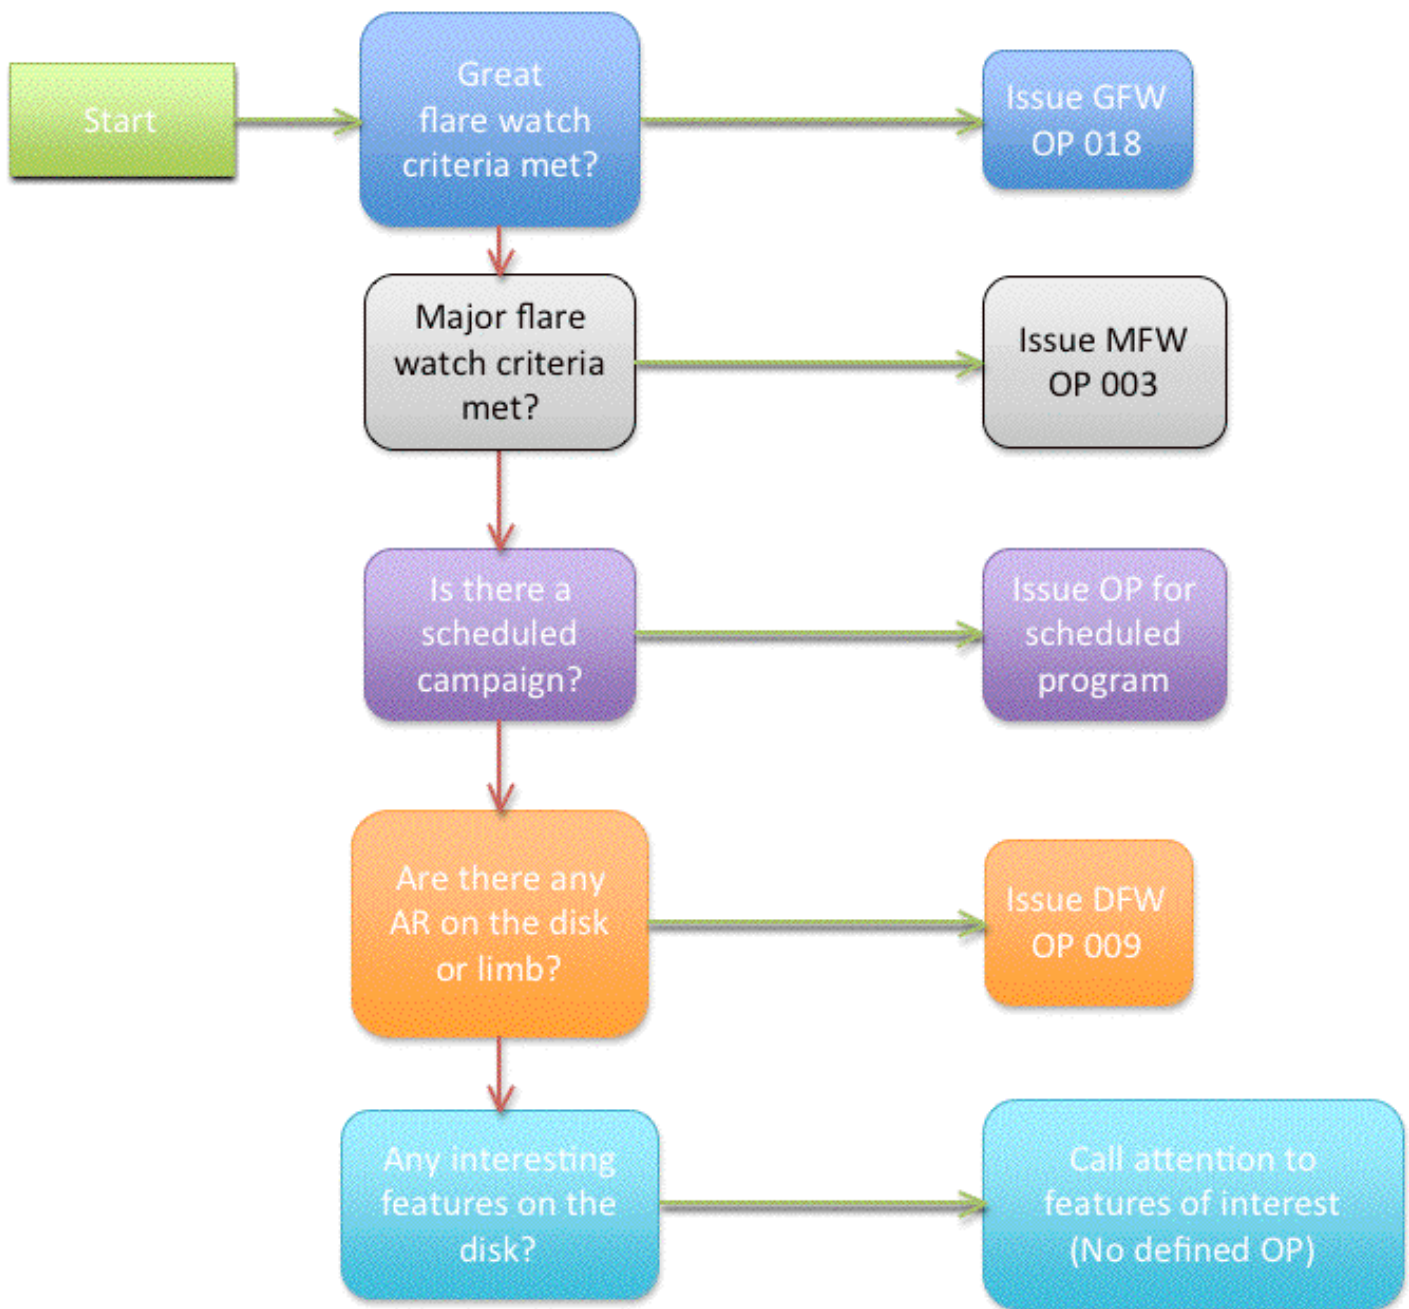 Start
Great
flare watch
criteria met?
Issue GFW
OP 018
Major flare
watch criteria
met?
Issue MFW
OP 003
Is there a
scheduled
campaign?
Issue OP for
scheduled
program
Are there any
AR on the disk
or limb?
Issue DFW
OP 009
Any interesting
features on the
disk?
Call attention to
features of interest
(No defined OP)